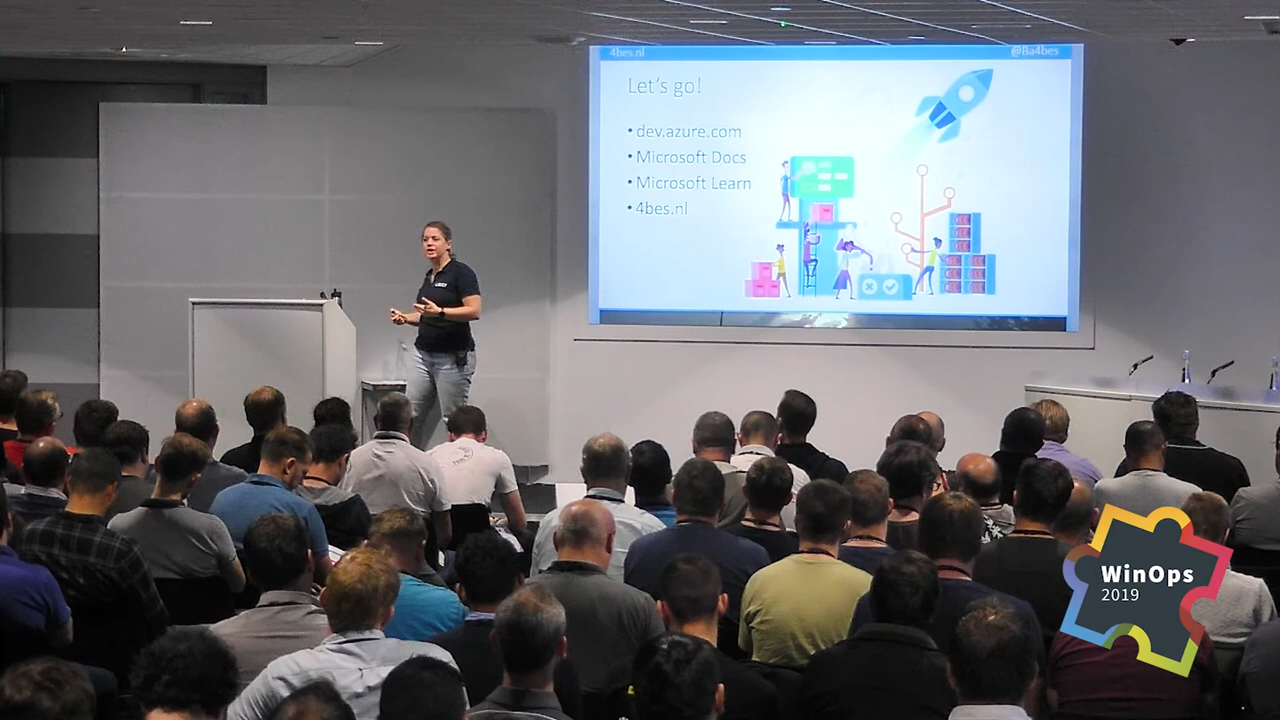 4bes.nl
@Ba4bes
Let's go!
• dev.azure.com
• Microsoft Docs
• Microsoft Learn
• 4bes.nl
WinOps
2019